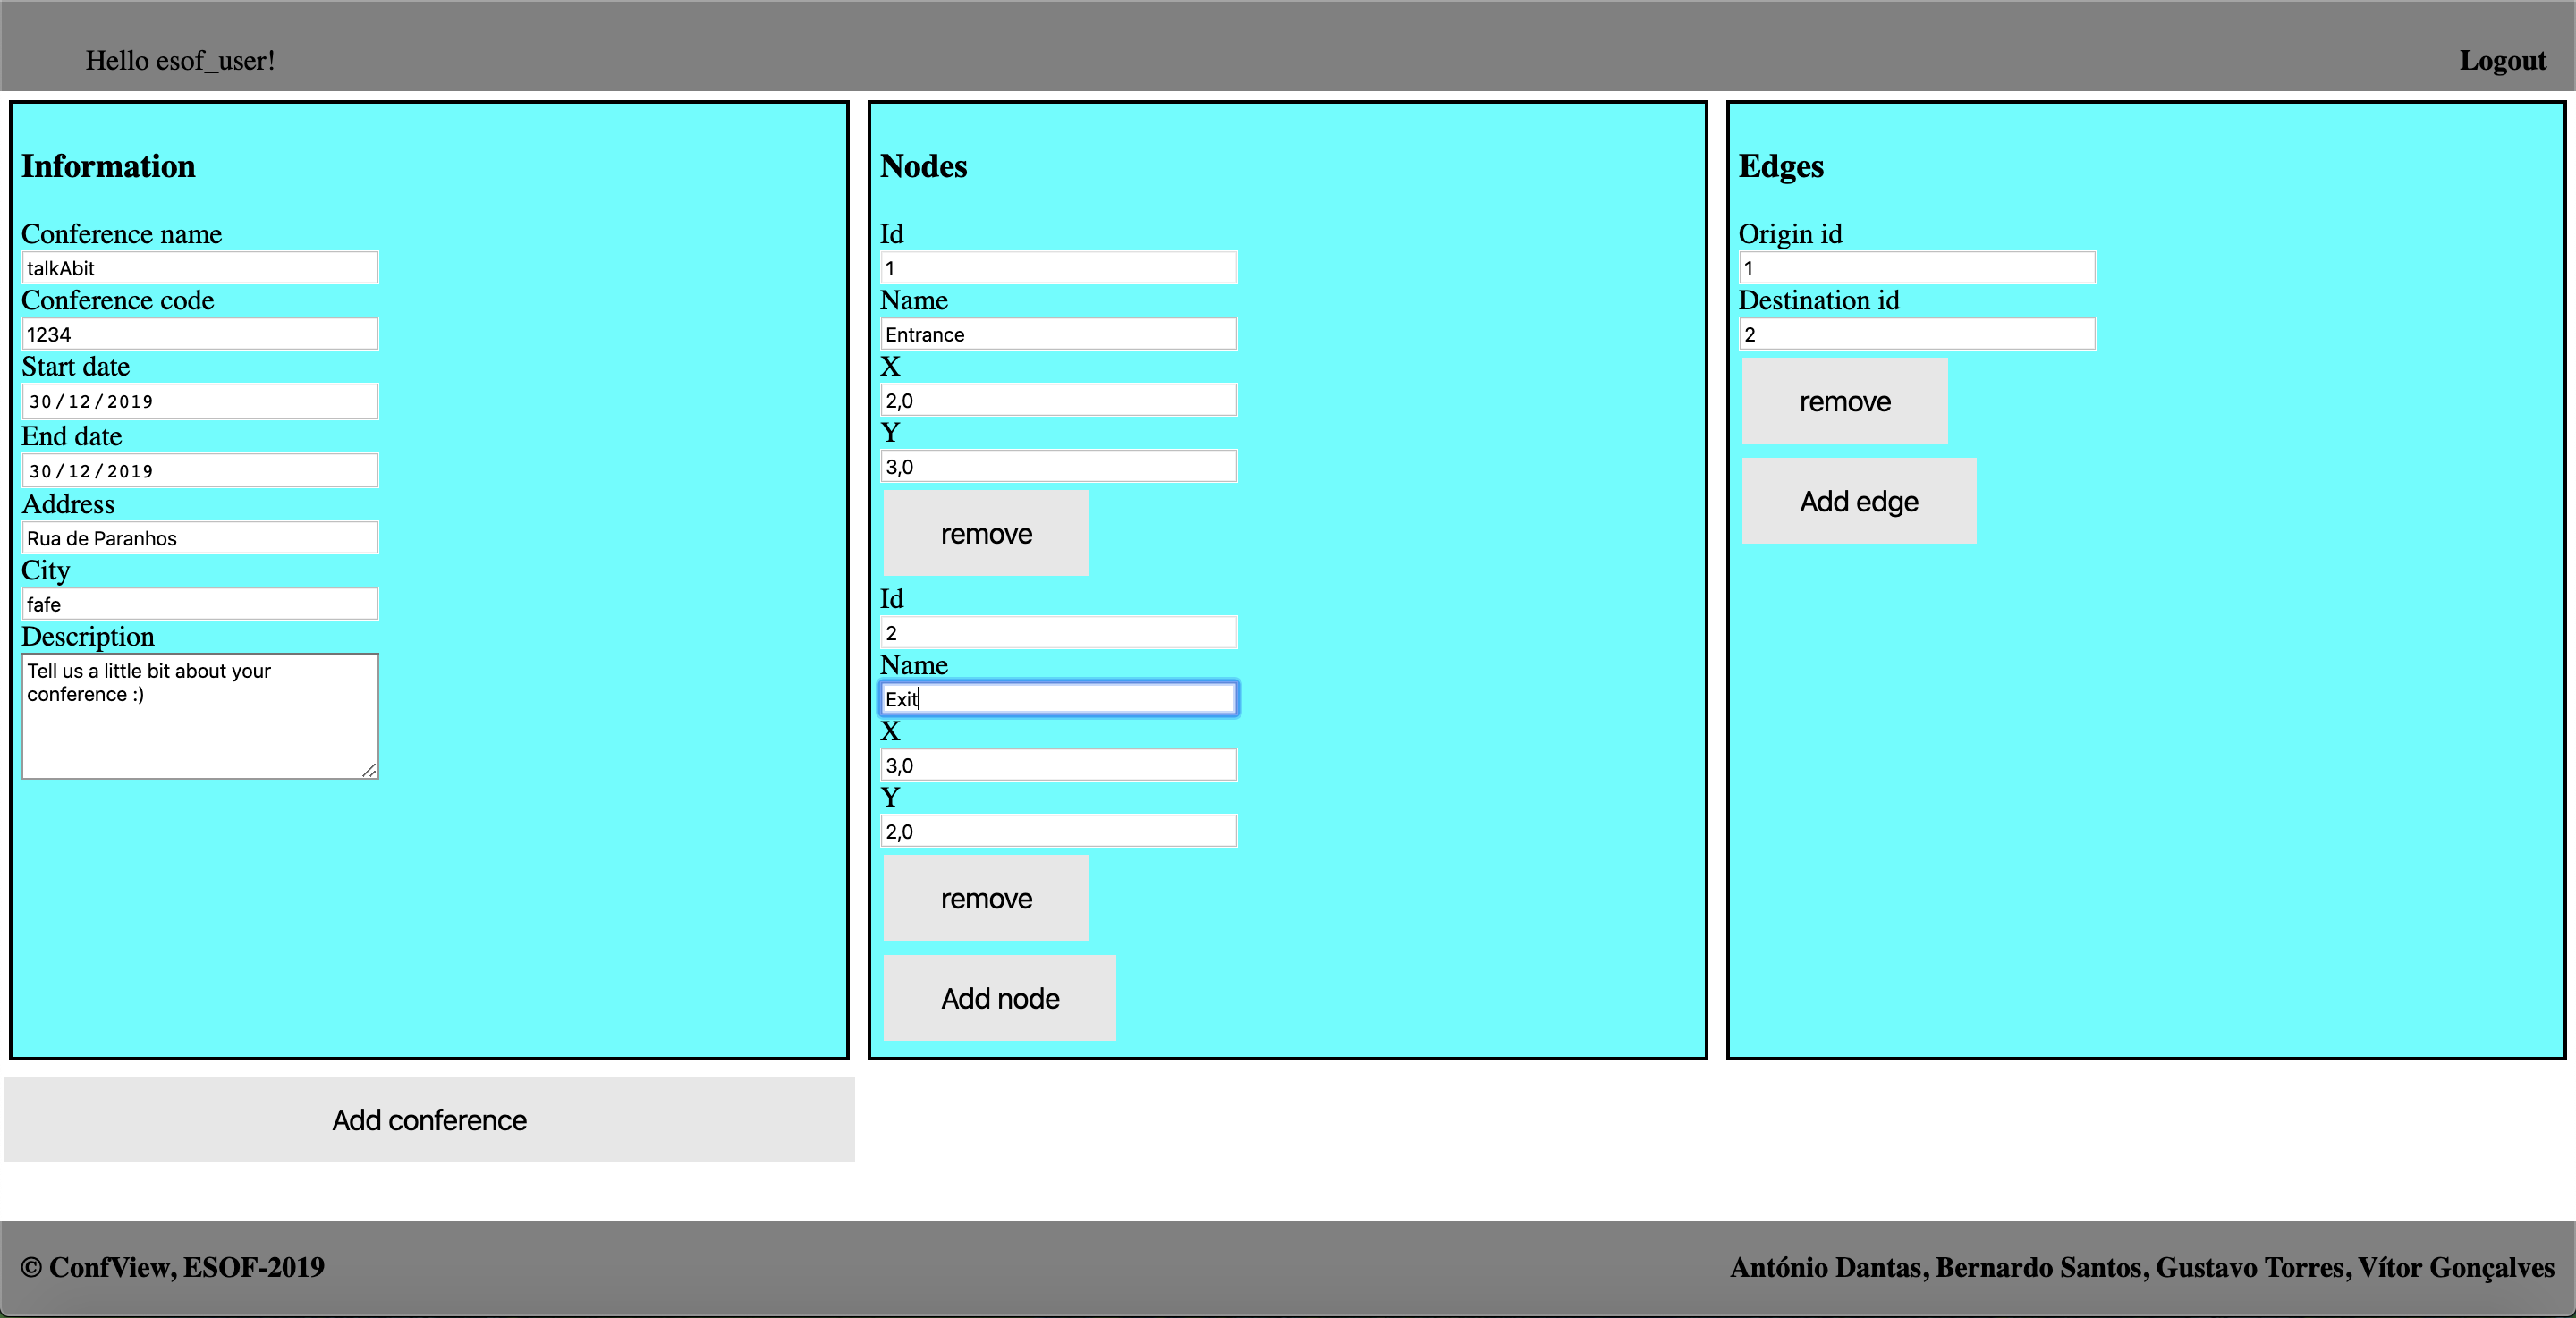 Hello esof_user!
Logout
Information
Conference name
talkAbit
Conference code
1234
Start date
30/12/2019
End date
30/12/2019
Address
Rua de Paranhos
City
fafe
Description
Tell us a little bit about your
conference :)
Nodes
Id
1
Name
Entrance
X
2,0
Y
3,0
remove
Id
2
Name
Exit
X
3,0
Y
2,0
remove
Add node
Edges
Origin id
1
Destination id
2
remove
Add edge
Add conference
© ConfView, ESOF-2019
António Dantas, Bernardo Santos, Gustavo Torres, Vítor Gonçalves